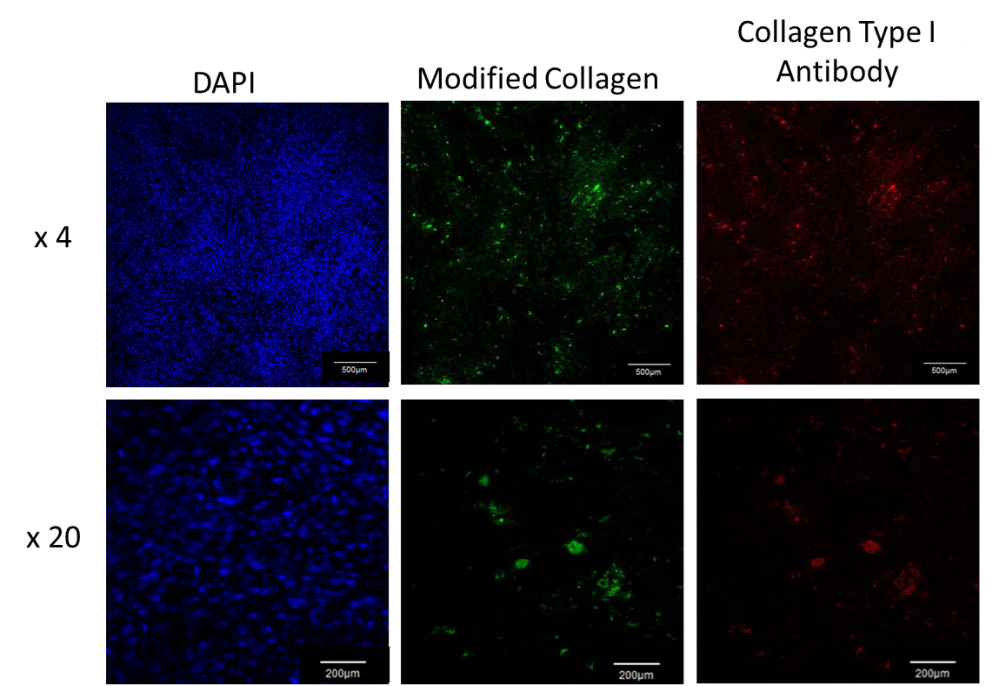 DAPI
Modified Collagen
Collagen Type I
Antibody
x 4
500μm
500μm
500μm
x 20
200μm
200μm
200μm